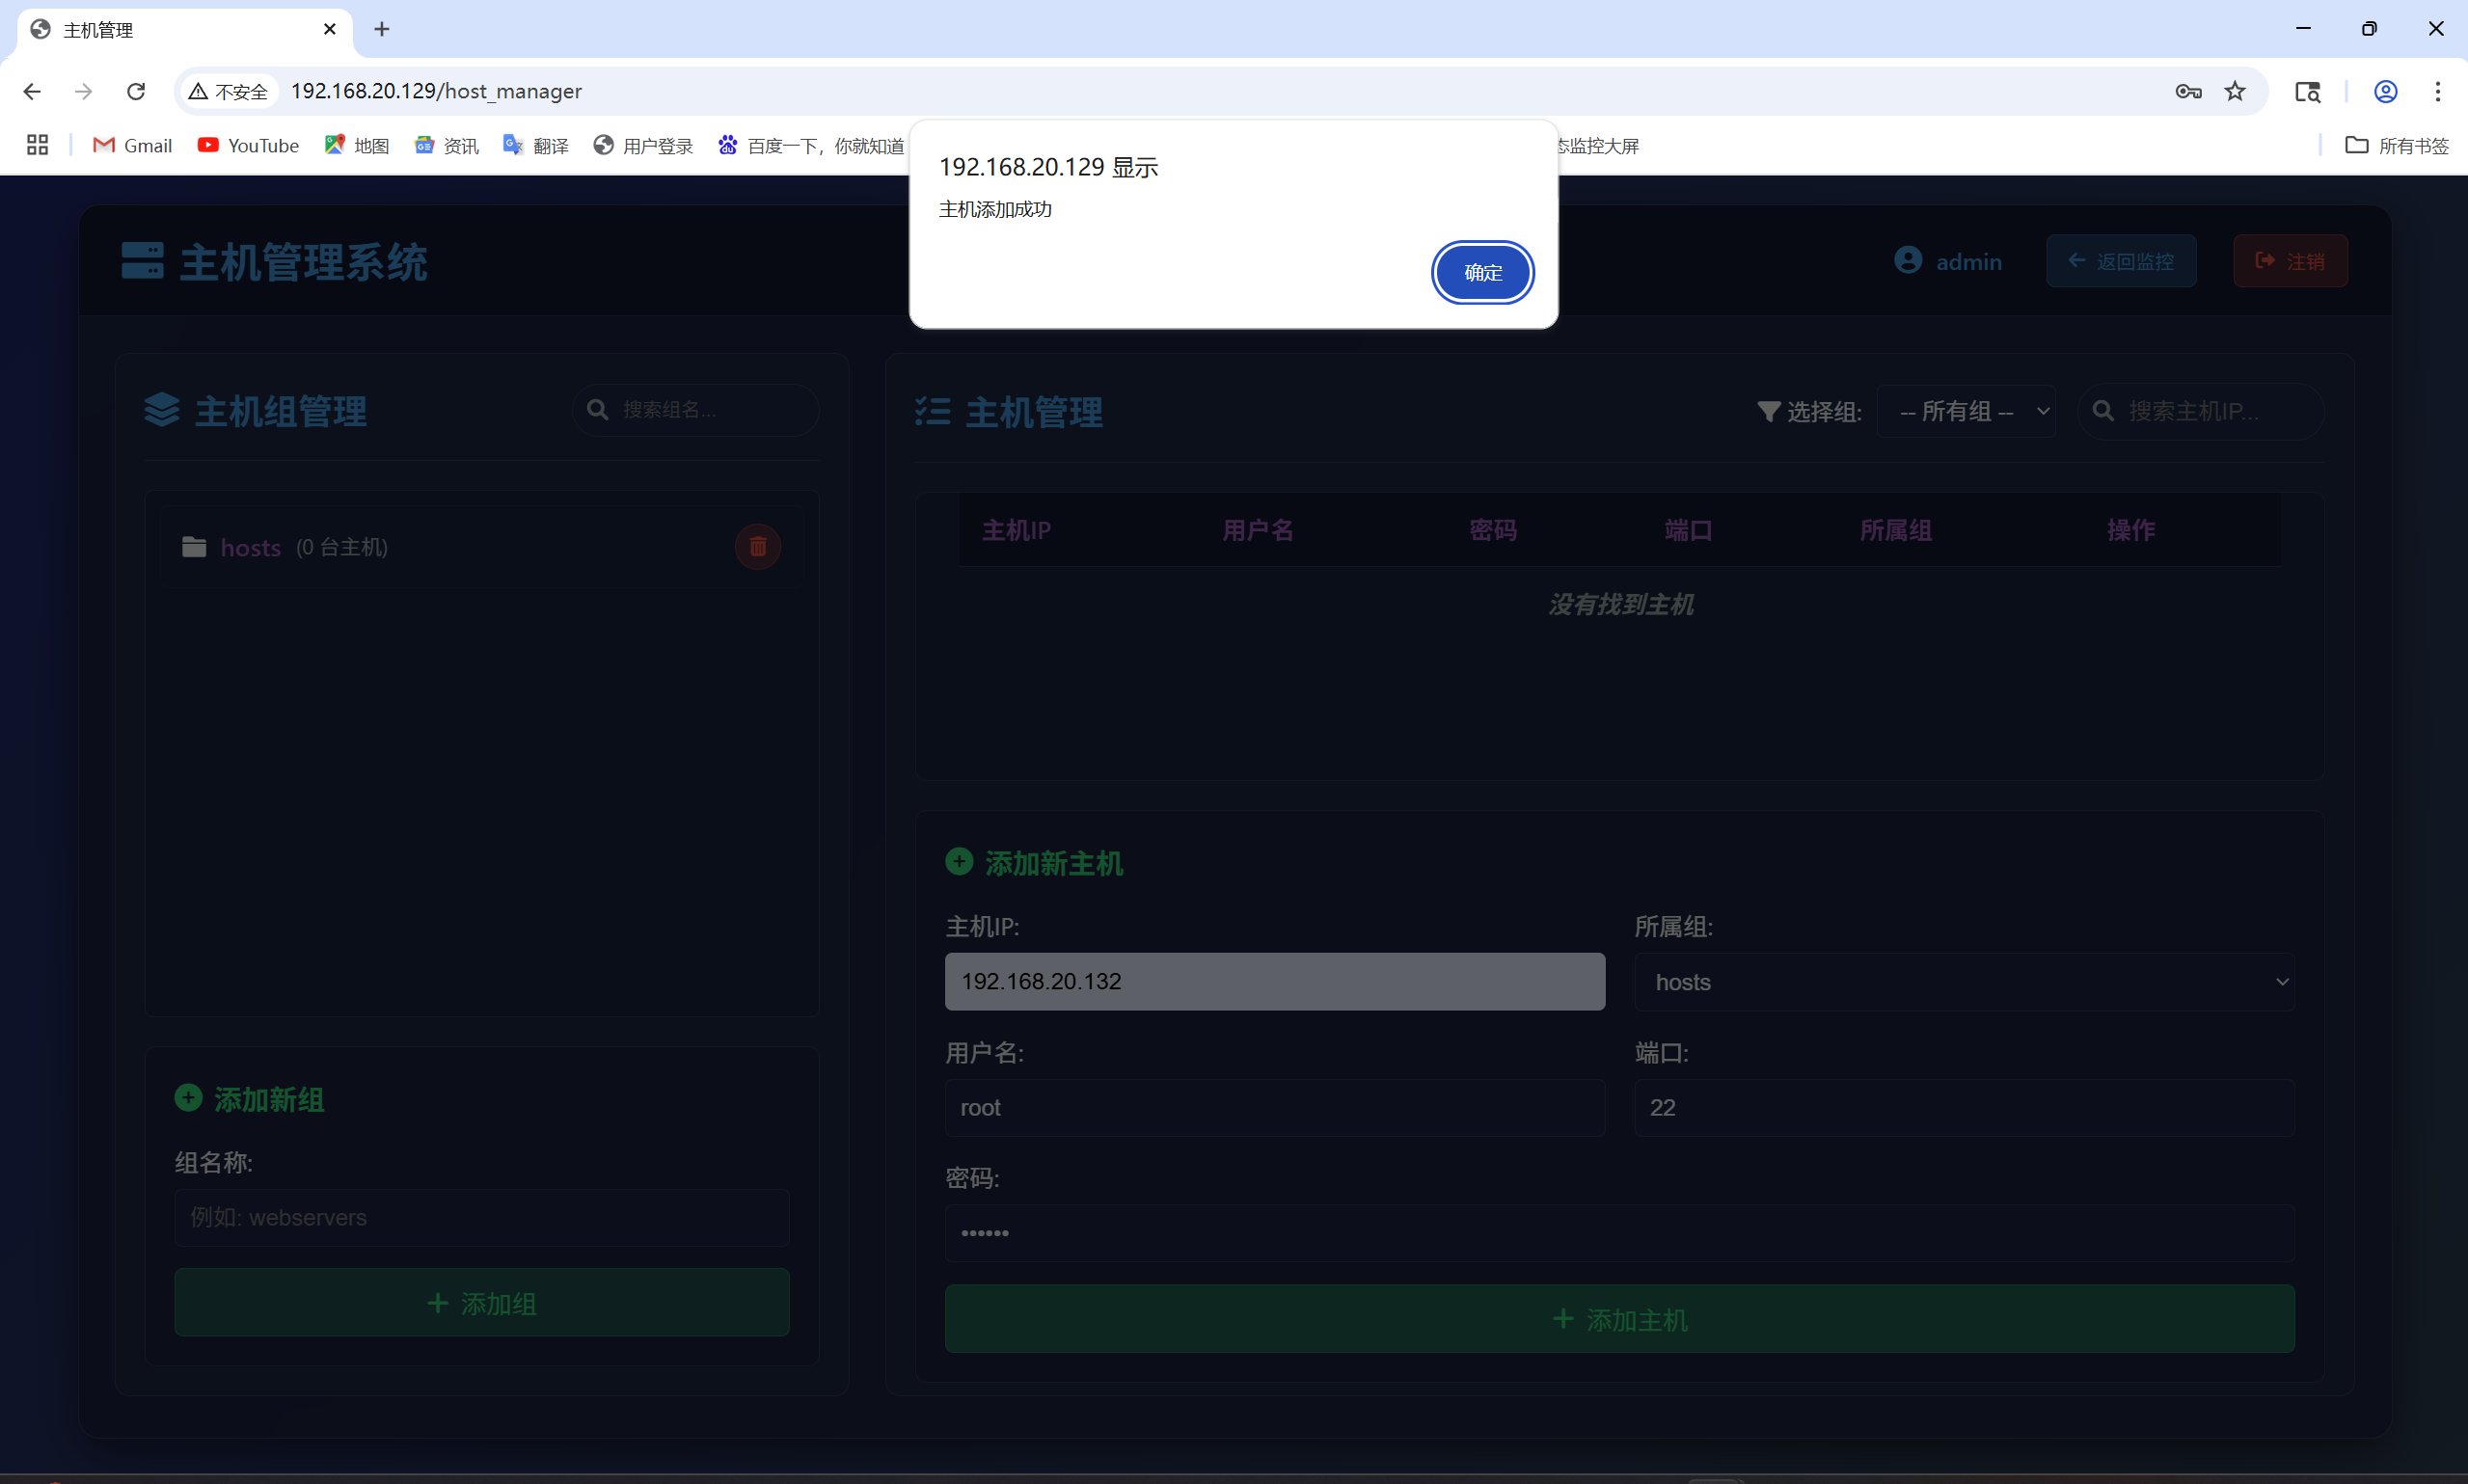 主机管理
不安全
192.168.20.129/host_manager
Gmail
YouTube
地图
资讯
翻译
用户登录
百度一下，你就知道
态监控大屏
所有书签
192.168.20.129 显示
主机添加成功
确定
主机管理系统
admin
返回监控
注销
主机组管理
搜索组名...
hosts (0 台主机)
添加新组
组名称:
例如: webservers
添加组
主机管理
选择组:
-- 所有组 --
搜索主机IP...
主机IP 用户名 密码 端口 所属组 操作
没有找到主机
添加新主机
主机IP:
192.168.20.132
所属组:
hosts
用户名:
root
端口:
22
密码:
••••••
添加主机